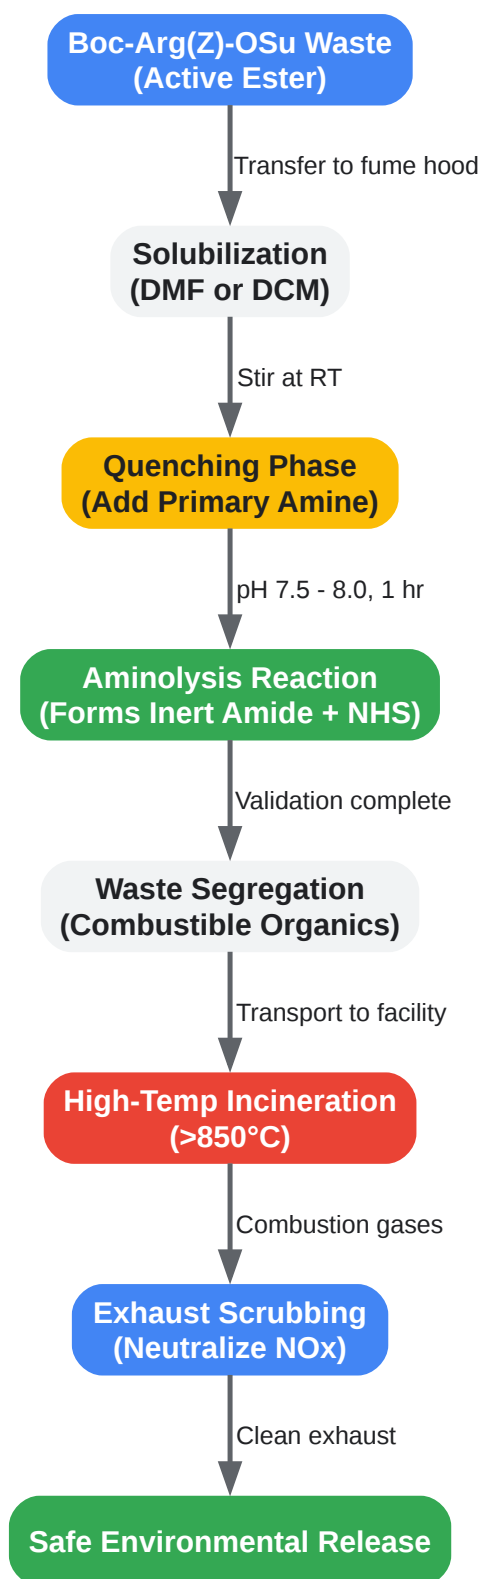 Boc-Arg(Z)-OSu Waste
(Active Ester)
Transfer to fume hood
Solubilization
(DMF or DCM)
Stir at RT
Quenching Phase
(Add Primary Amine)
pH 7.5 - 8.0, 1 hr
Aminolysis Reaction
(Forms Inert Amide + NHS)
Validation complete
Waste Segregation
(Combustible Organics)
Transport to facility
High-Temp Incineration
(>850°C)
Combustion gases
Exhaust Scrubbing
(Neutralize NOx)
Clean exhaust
Safe Environmental Release